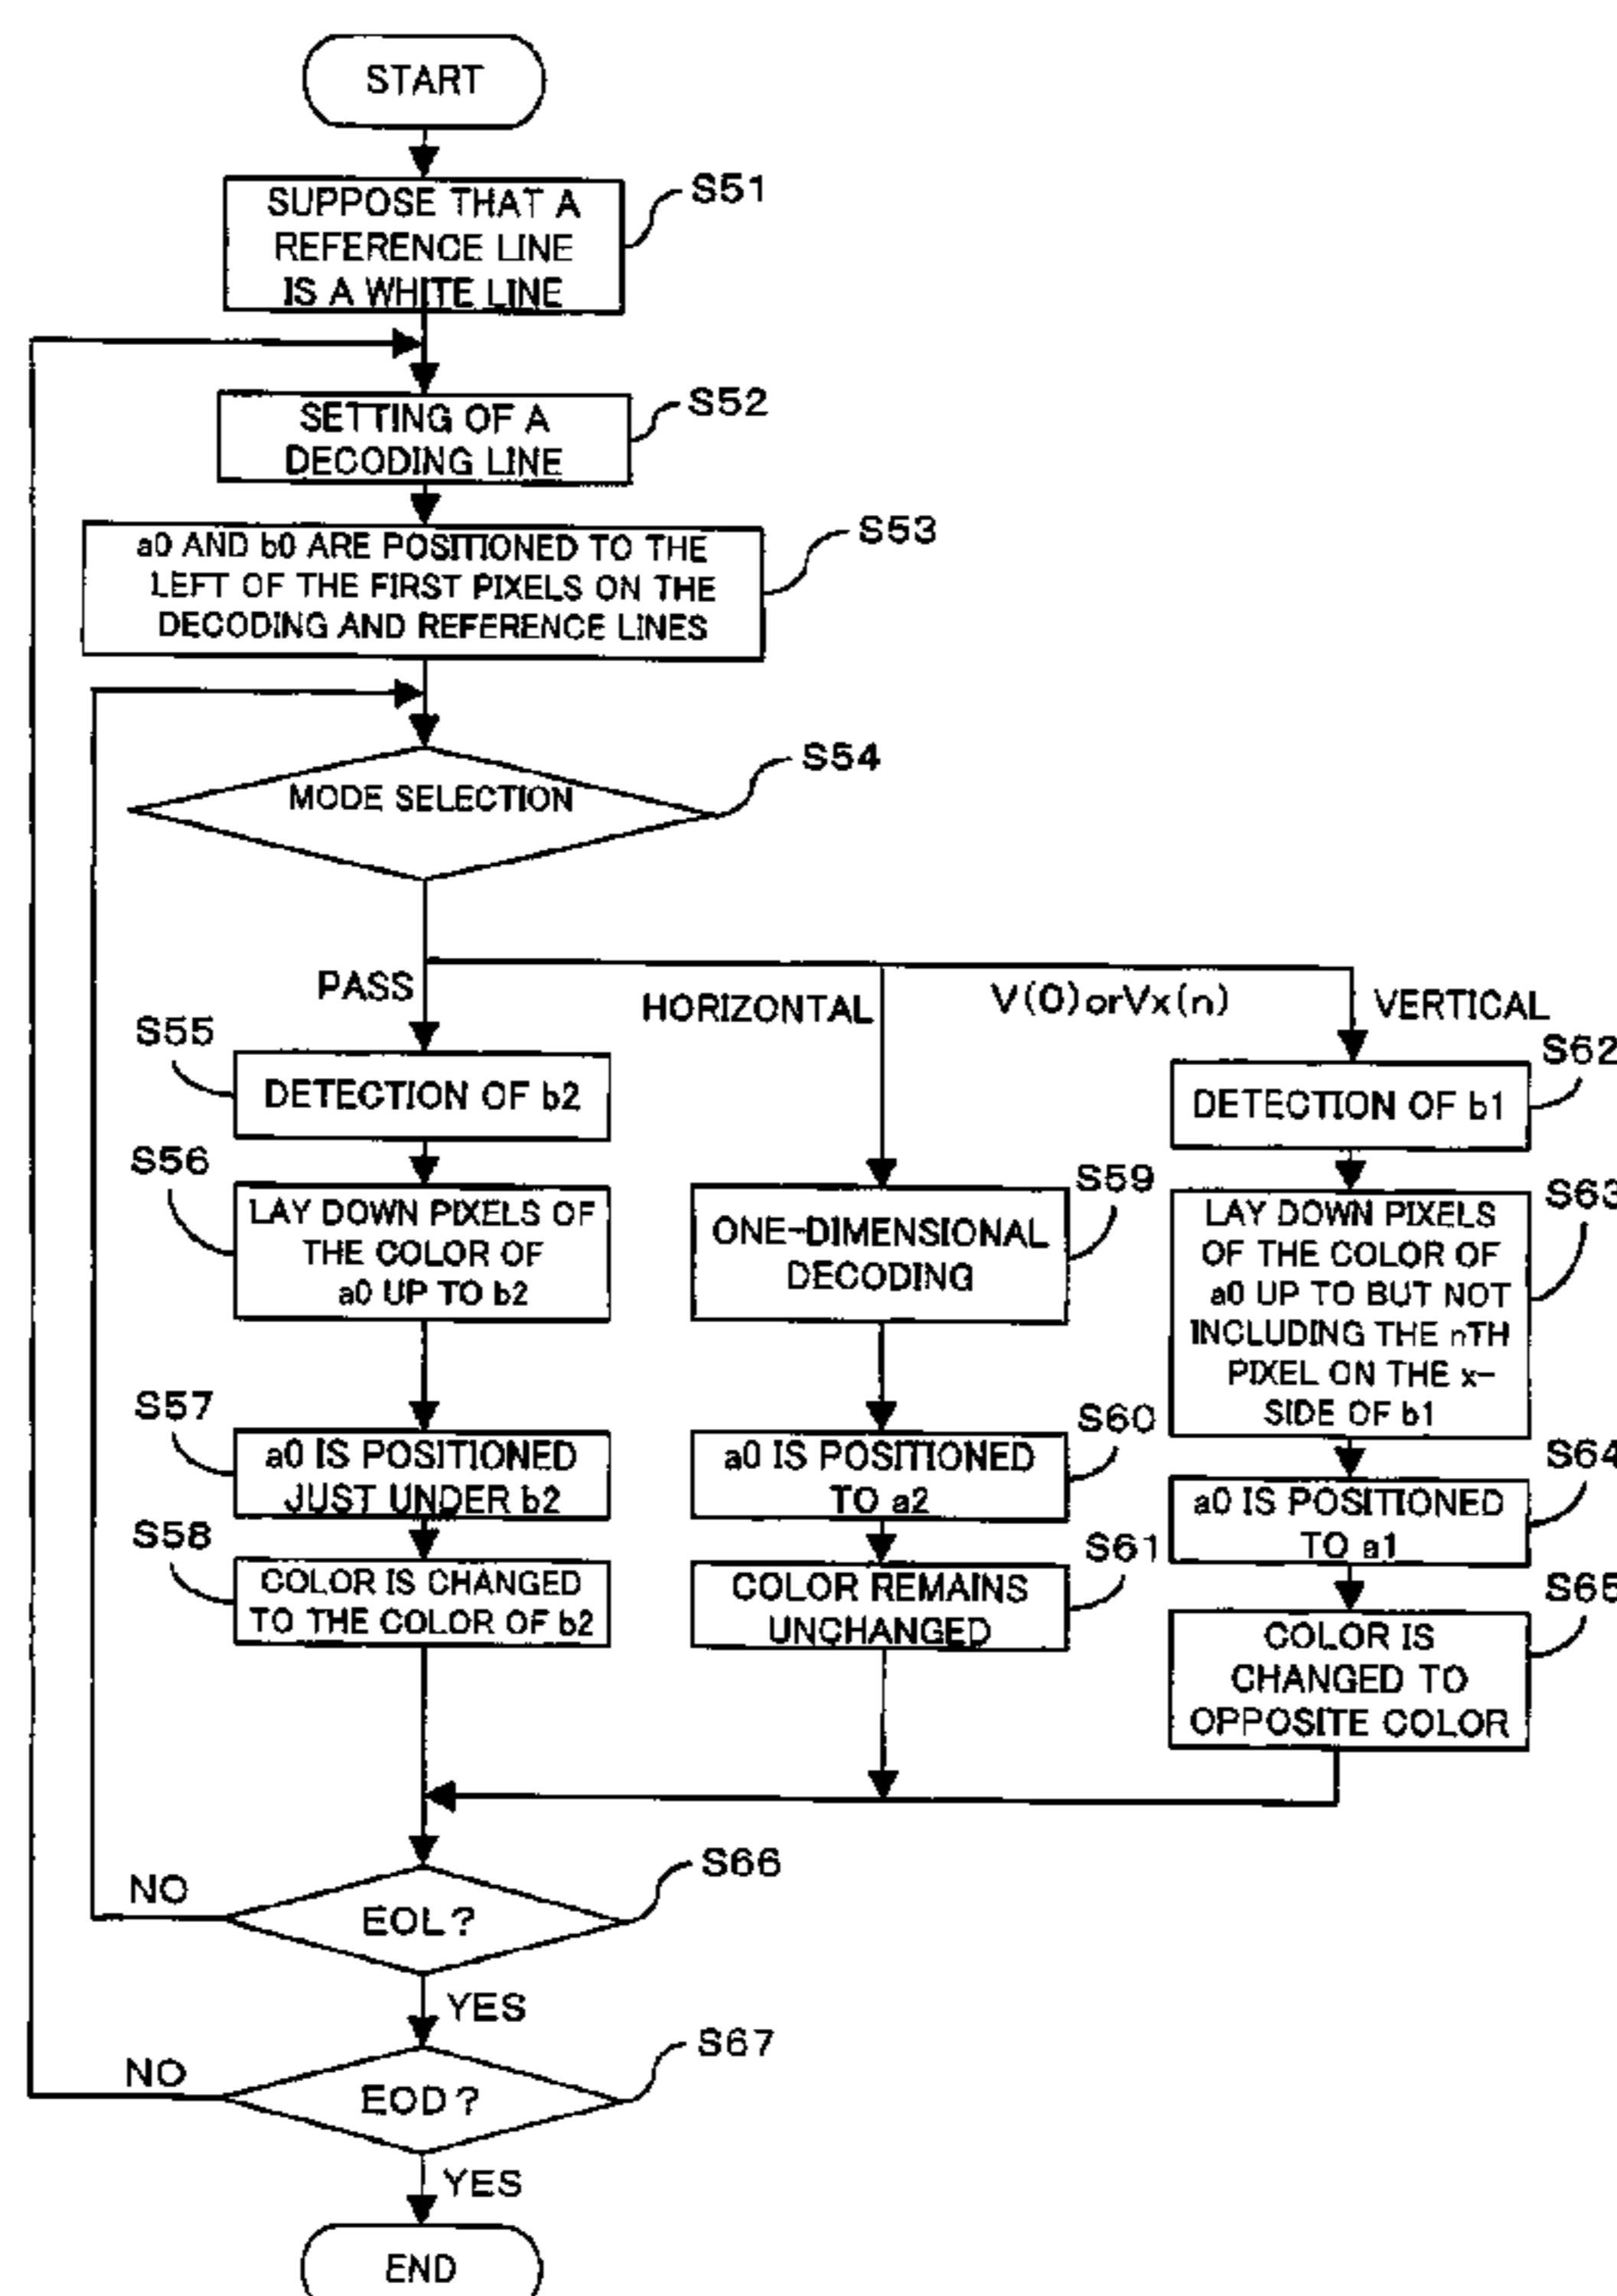 START
SUPPOSE THAT A
REFERENCE LINE
IS A WHITE LINE
S51
SETTING OF A
DECODING LINE
S52
a0 AND b0 ARE POSITIONED TO THE
LEFT OF THE FIRST PIXELS ON THE
DECODING AND REFERENCE LINES
S53
MODE SELECTION
S54
PASS
HORIZONTAL
V(0)orVx(n)
VERTICAL
S55
DETECTION OF b2
S56
LAY DOWN PIXELS OF
THE COLOR OF
a0 UP TO b2
S57
a0 IS POSITIONED
JUST UNDER b2
S58
COLOR IS CHANGED
TO THE COLOR OF b2
S59
ONE-DIMENSIONAL
DECODING
S60
a0 IS POSITIONED
TO a2
S61
COLOR REMAINS
UNCHANGED
S62
DETECTION OF b1
S63
LAY DOWN PIXELS
OF THE COLOR OF
a0 UP TO BUT NOT
INCLUDING THE nTH
PIXEL ON THE x-
SIDE OF b1
S64
a0 IS POSITIONED
TO a1
S65
COLOR IS
CHANGED TO
OPPOSITE COLOR
S66
EOL?
NO
YES
S67
EOD?
NO
YES
END